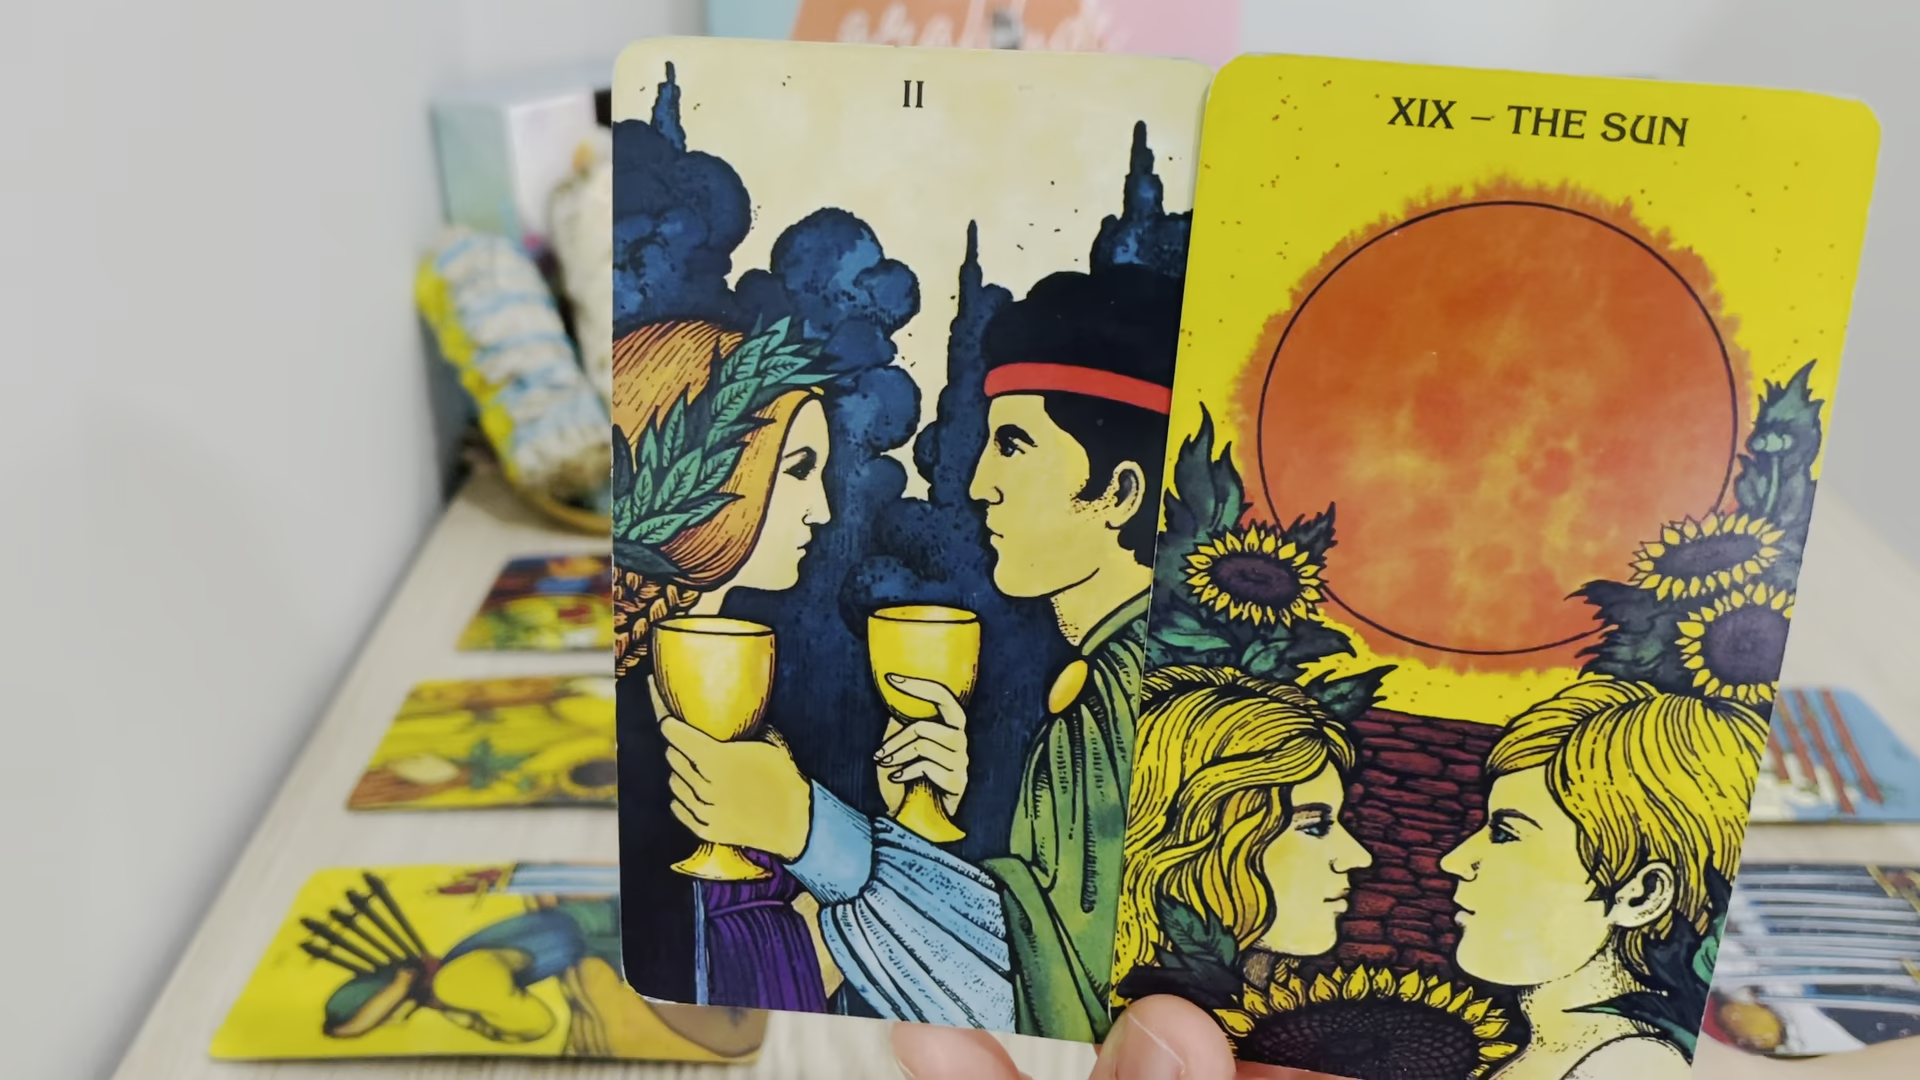 II
XIX – THE SUN